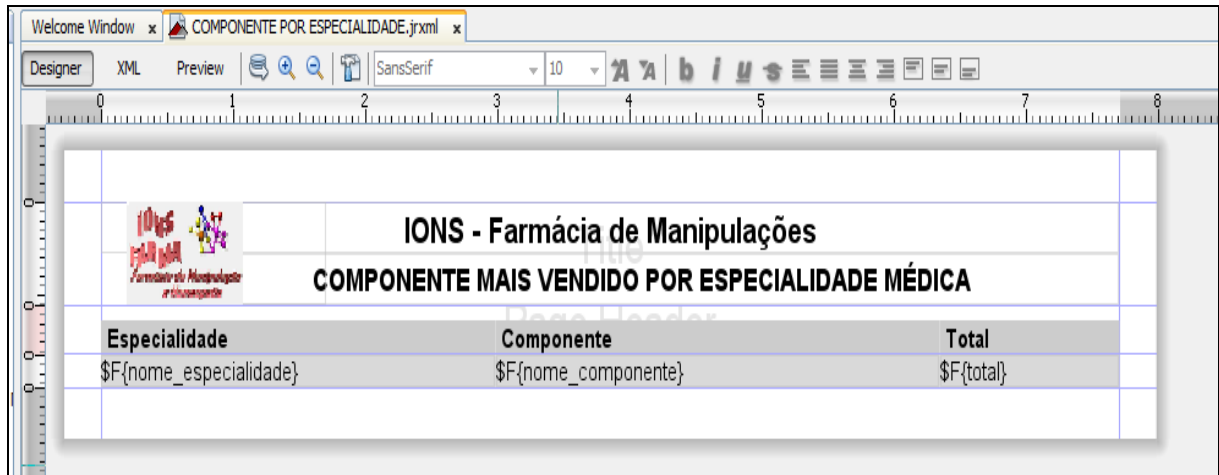 Welcome Window x COMPONENTE POR ESPECIALIDADE.jrxml x
Designer XML Preview SansSerif 10 A A b i u s
0 1 2 3 4 5 6 7 8
IONS
IONS - Farmácia de Manipulações
Title
COMPONENTE MAIS VENDIDO POR ESPECIALIDADE MÉDICA
Page Header
Especialidade Componente Total
$F{nome_especialidade} $F{nome_componente} $F{total}